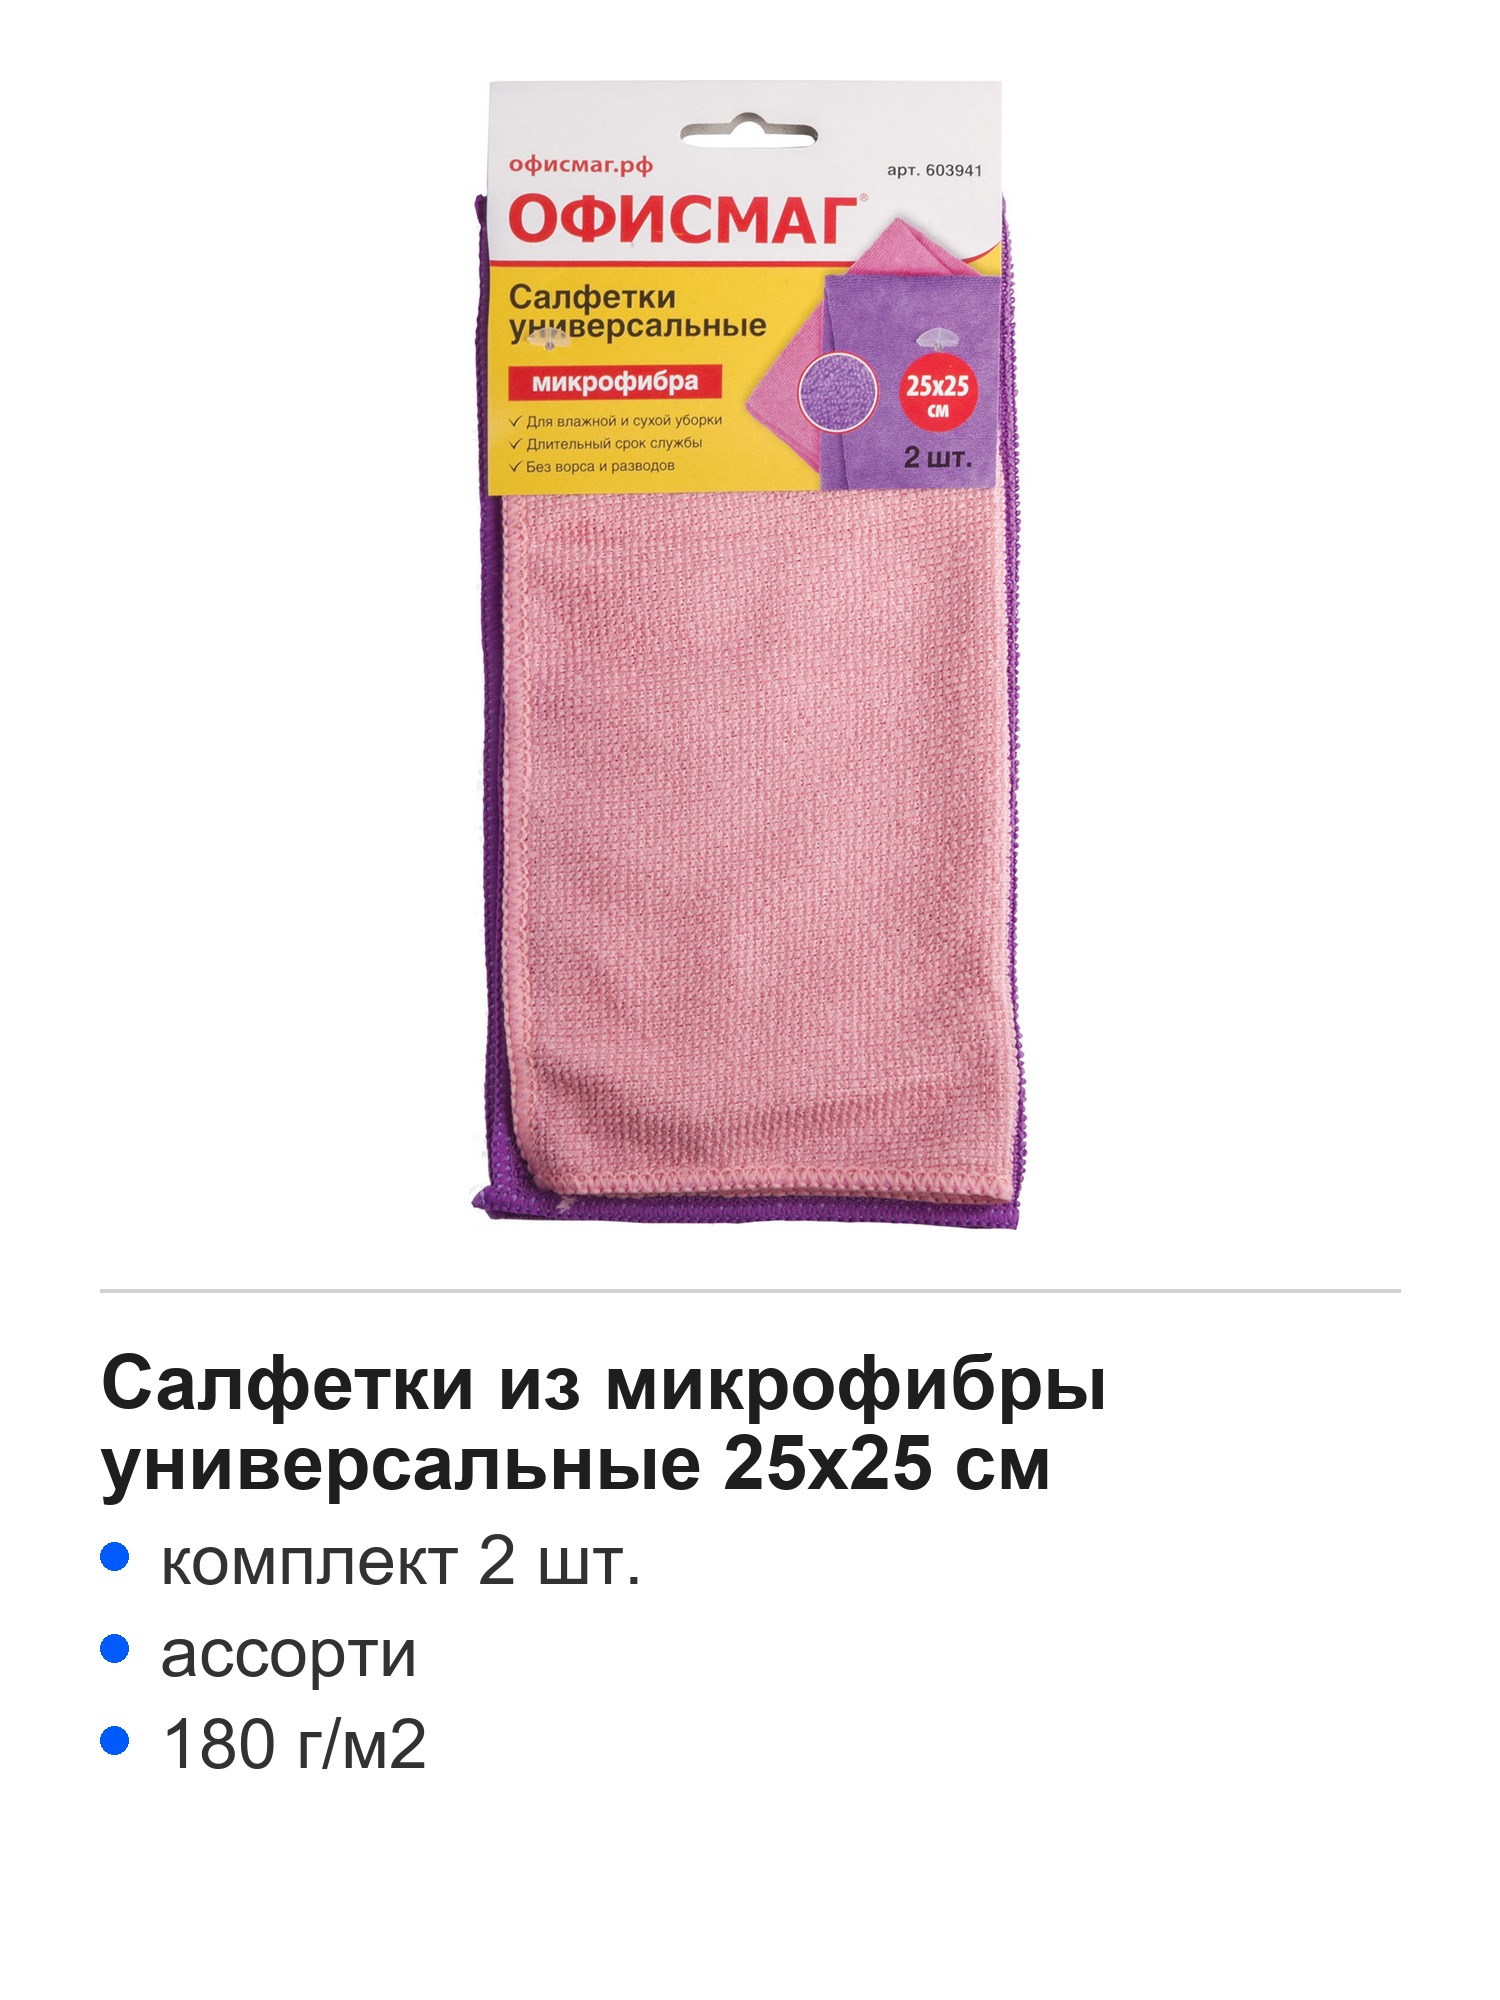 офисмаг.рф
арт. 603941
ОФИСМАГ®
Салфетки
универсальные
микрофибра
✓ Для влажной и сухой уборки
✓ Длительный срок службы
✓ Без ворса и разводов
25х25
см
2 шт.
Салфетки из микрофибры
универсальные 25х25 см
• комплект 2 шт.
• ассорти
• 180 г/м2